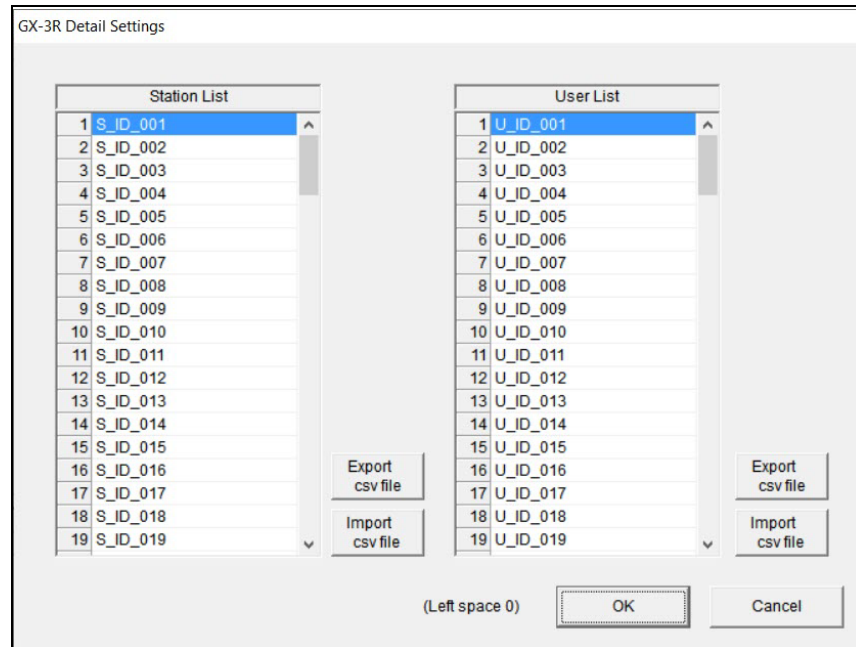 GX-3R Detail Settings
Station List
1 S_ID_001
2 S_ID_002
3 S_ID_003
4 S_ID_004
5 S_ID_005
6 S_ID_006
7 S_ID_007
8 S_ID_008
9 S_ID_009
10 S_ID_010
11 S_ID_011
12 S_ID_012
13 S_ID_013
14 S_ID_014
15 S_ID_015
16 S_ID_016
17 S_ID_017
18 S_ID_018
19 S_ID_019
Export
csv file
Import
csv file
User List
1 U_ID_001
2 U_ID_002
3 U_ID_003
4 U_ID_004
5 U_ID_005
6 U_ID_006
7 U_ID_007
8 U_ID_008
9 U_ID_009
10 U_ID_010
11 U_ID_011
12 U_ID_012
13 U_ID_013
14 U_ID_014
15 U_ID_015
16 U_ID_016
17 U_ID_017
18 U_ID_018
19 U_ID_019
Export
csv file
Import
csv file
(Left space 0)
OK
Cancel